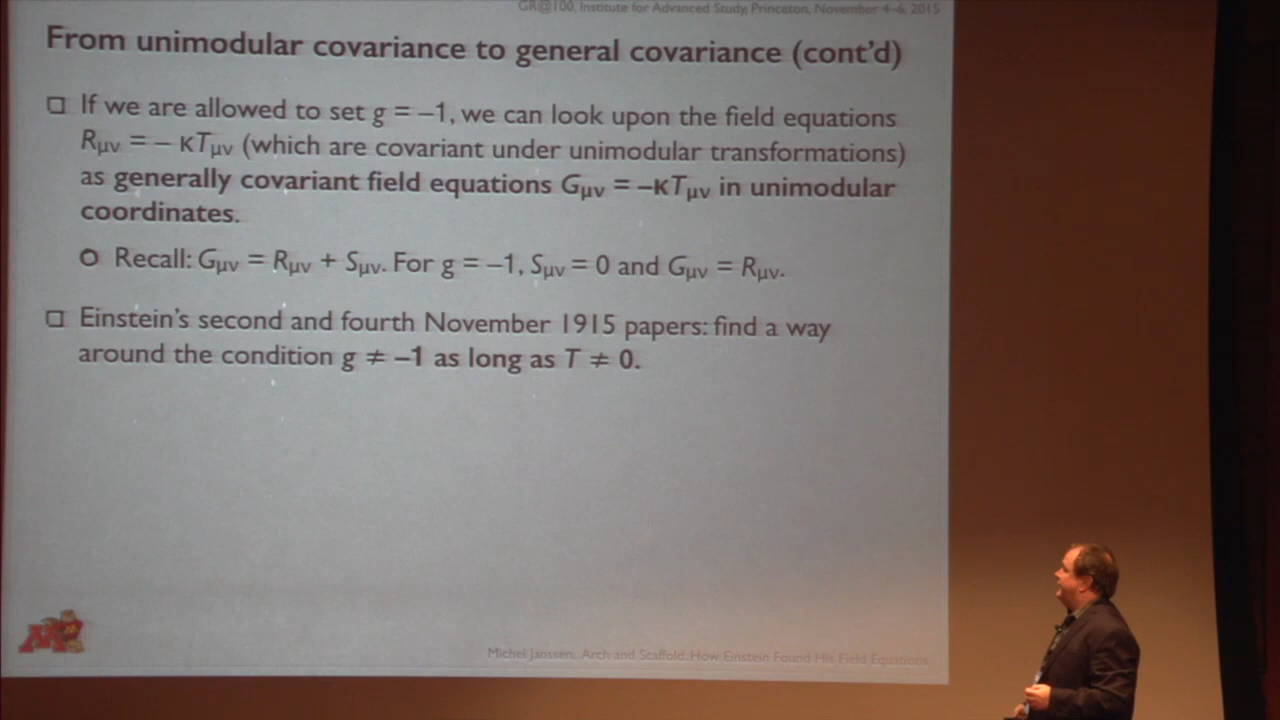 GR@100, Institute for Advanced Study, Princeton, November 4-6, 2015
From unimodular covariance to general covariance (cont'd)
❑ If we are allowed to set g = –1, we can look upon the field equations
Rμν = – κTμν (which are covariant under unimodular transformations)
as generally covariant field equations Gμν = –κTμν in unimodular
coordinates.
O Recall: Gμν = Rμν + Sμν. For g = –1, Sμν = 0 and Gμν = Rμν.
❑ Einstein's second and fourth November 1915 papers: find a way
around the condition g ≠ –1 as long as T ≠ 0.
M
Michel Janssen, Arch and Scaffold: How Einstein Found His Field Equations